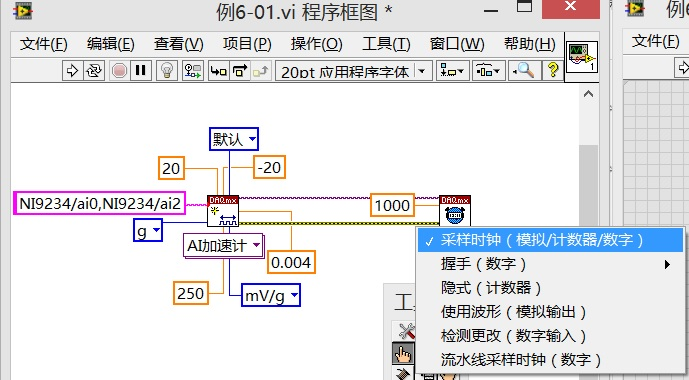 例6-01.vi 程序框图 *
例6
文件(F) 编辑(E) 查看(V) 项目(P) 操作(O) 工具(T) 窗口(W) 帮助(H)
文件(F)
20pt 应用程序字体
1
默认
20
-20
NI9234/ai0,NI9234/ai2
DAQmx
1000
DAQmx
g
AI加速计
0.004
250
mV/g
采样时钟(模拟/计数器/数字)
握手(数字)
隐式(计数器)
使用波形(模拟输出)
检测更改(数字输入)
流水线采样时钟(数字)
工